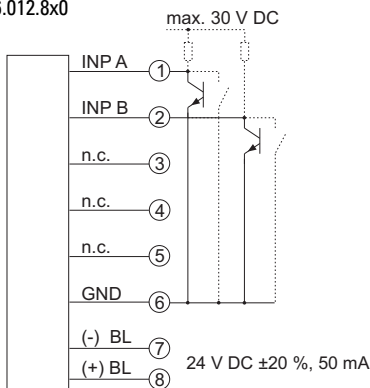 .012.8x0
max. 30 V DC
INP A
1
INP B
2
n.c.
3
n.c.
4
n.c.
5
GND
6
(-) BL
7
24 V DC ±20 %, 50 mA
(+) BL
8